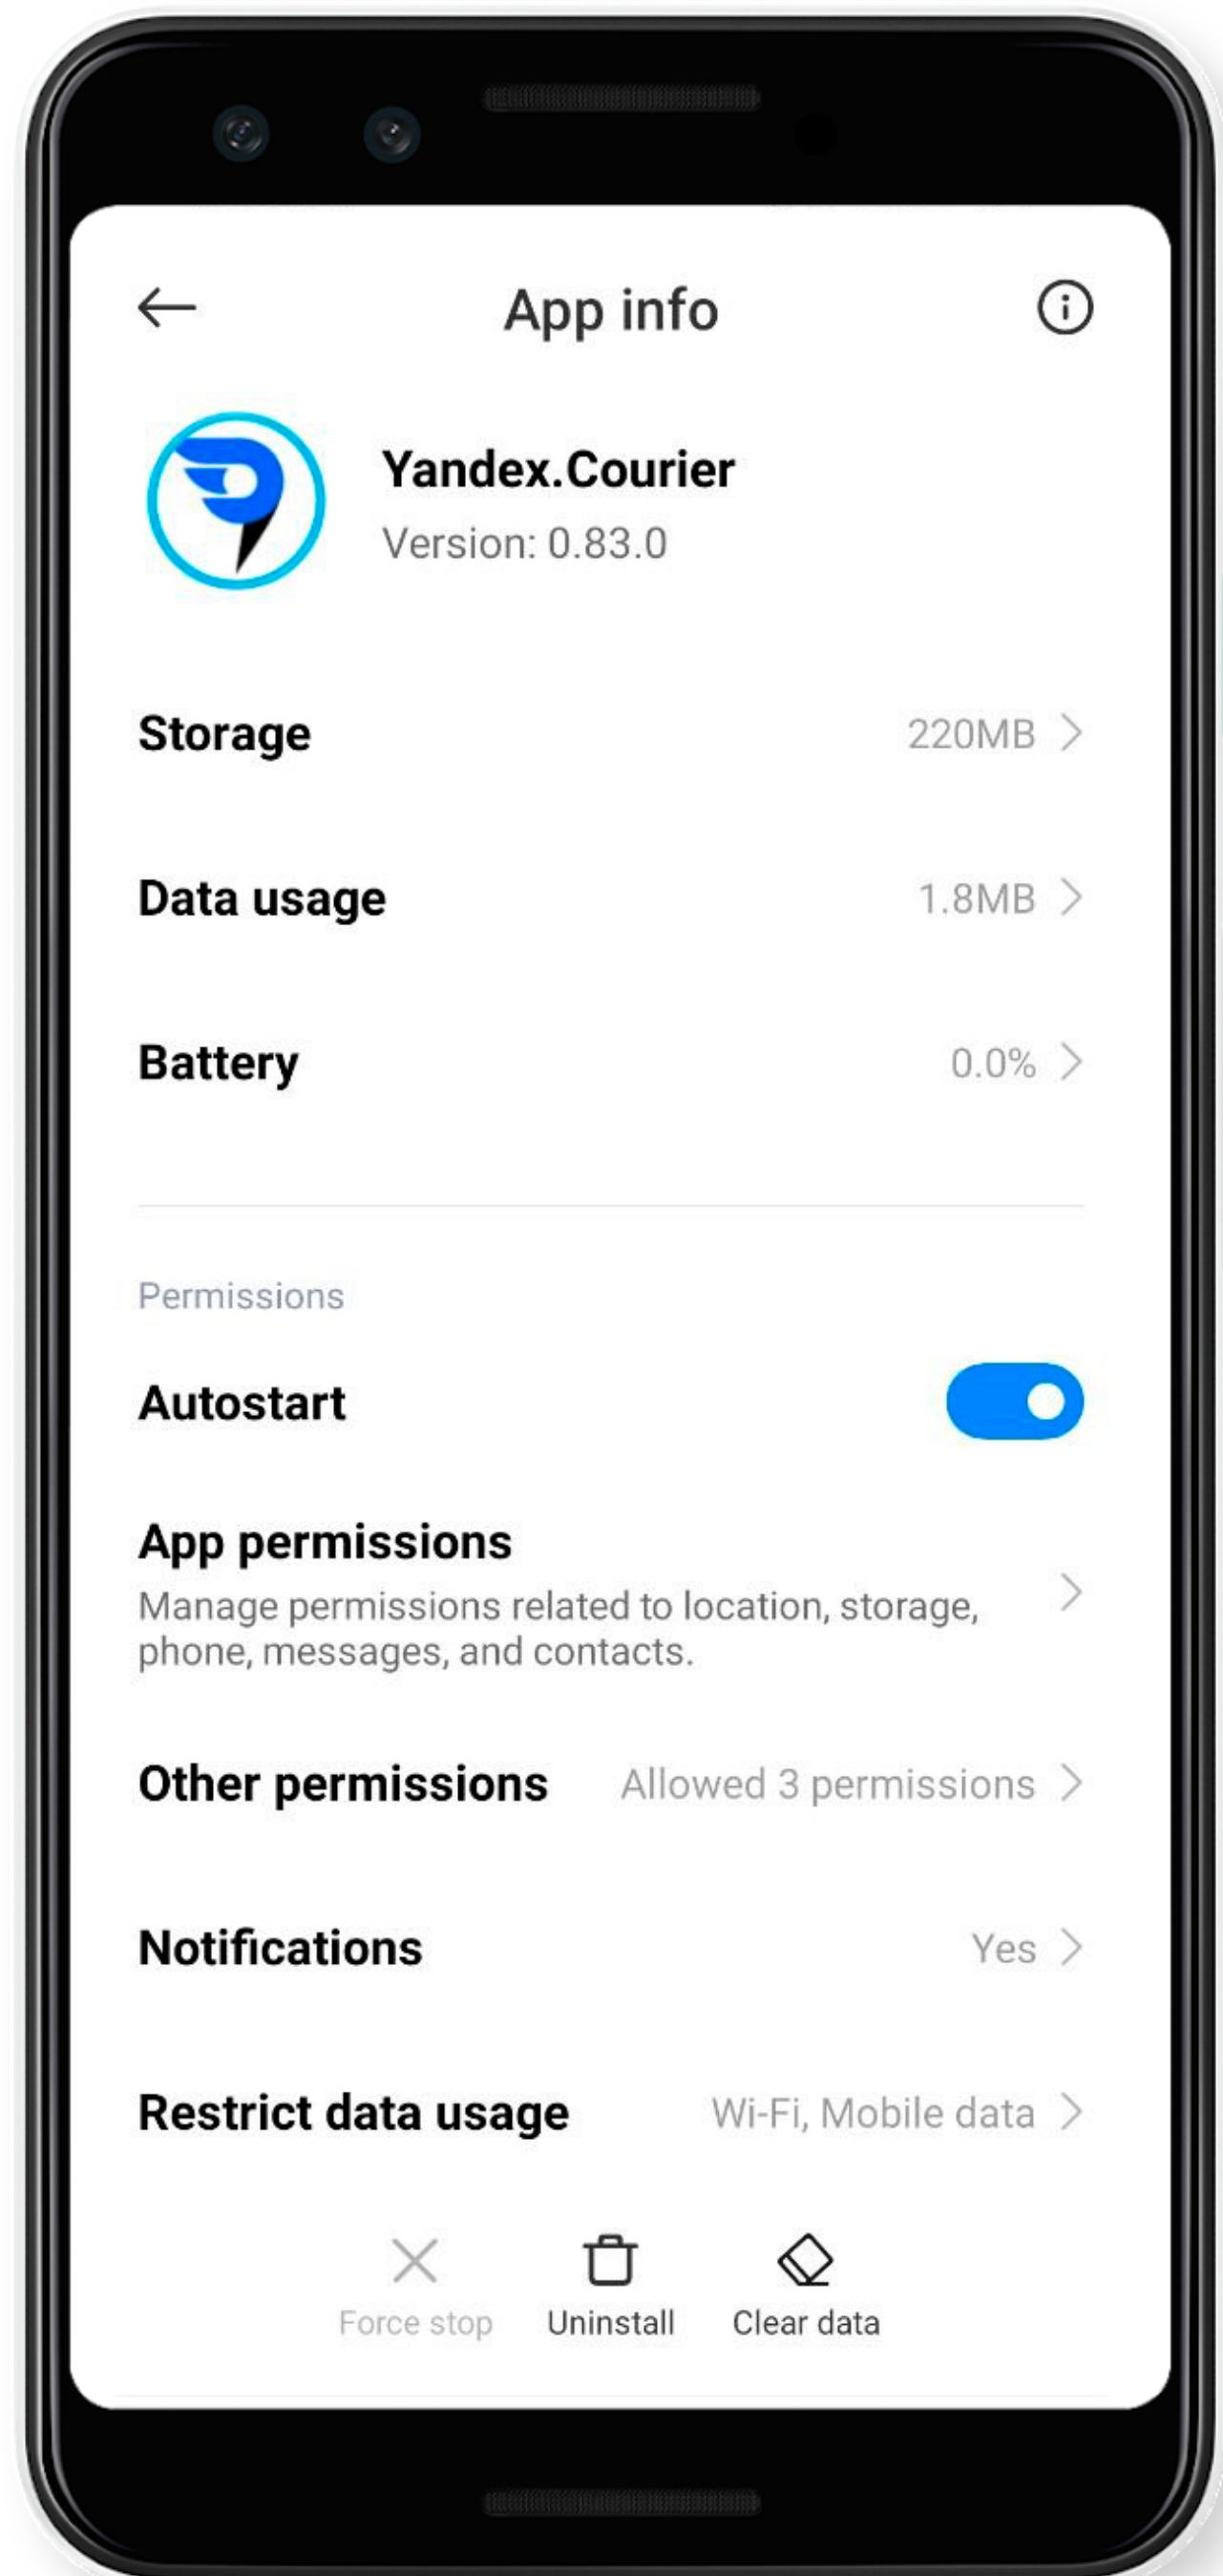 App info
Yandex.Courier
Version: 0.83.0
Storage 220MB
Data usage 1.8MB
Battery 0.0%
Permissions
Autostart
App permissions
Manage permissions related to location, storage,
phone, messages, and contacts.
Other permissions Allowed 3 permissions
Notifications Yes
Restrict data usage Wi-Fi, Mobile data
Force stop Uninstall Clear data